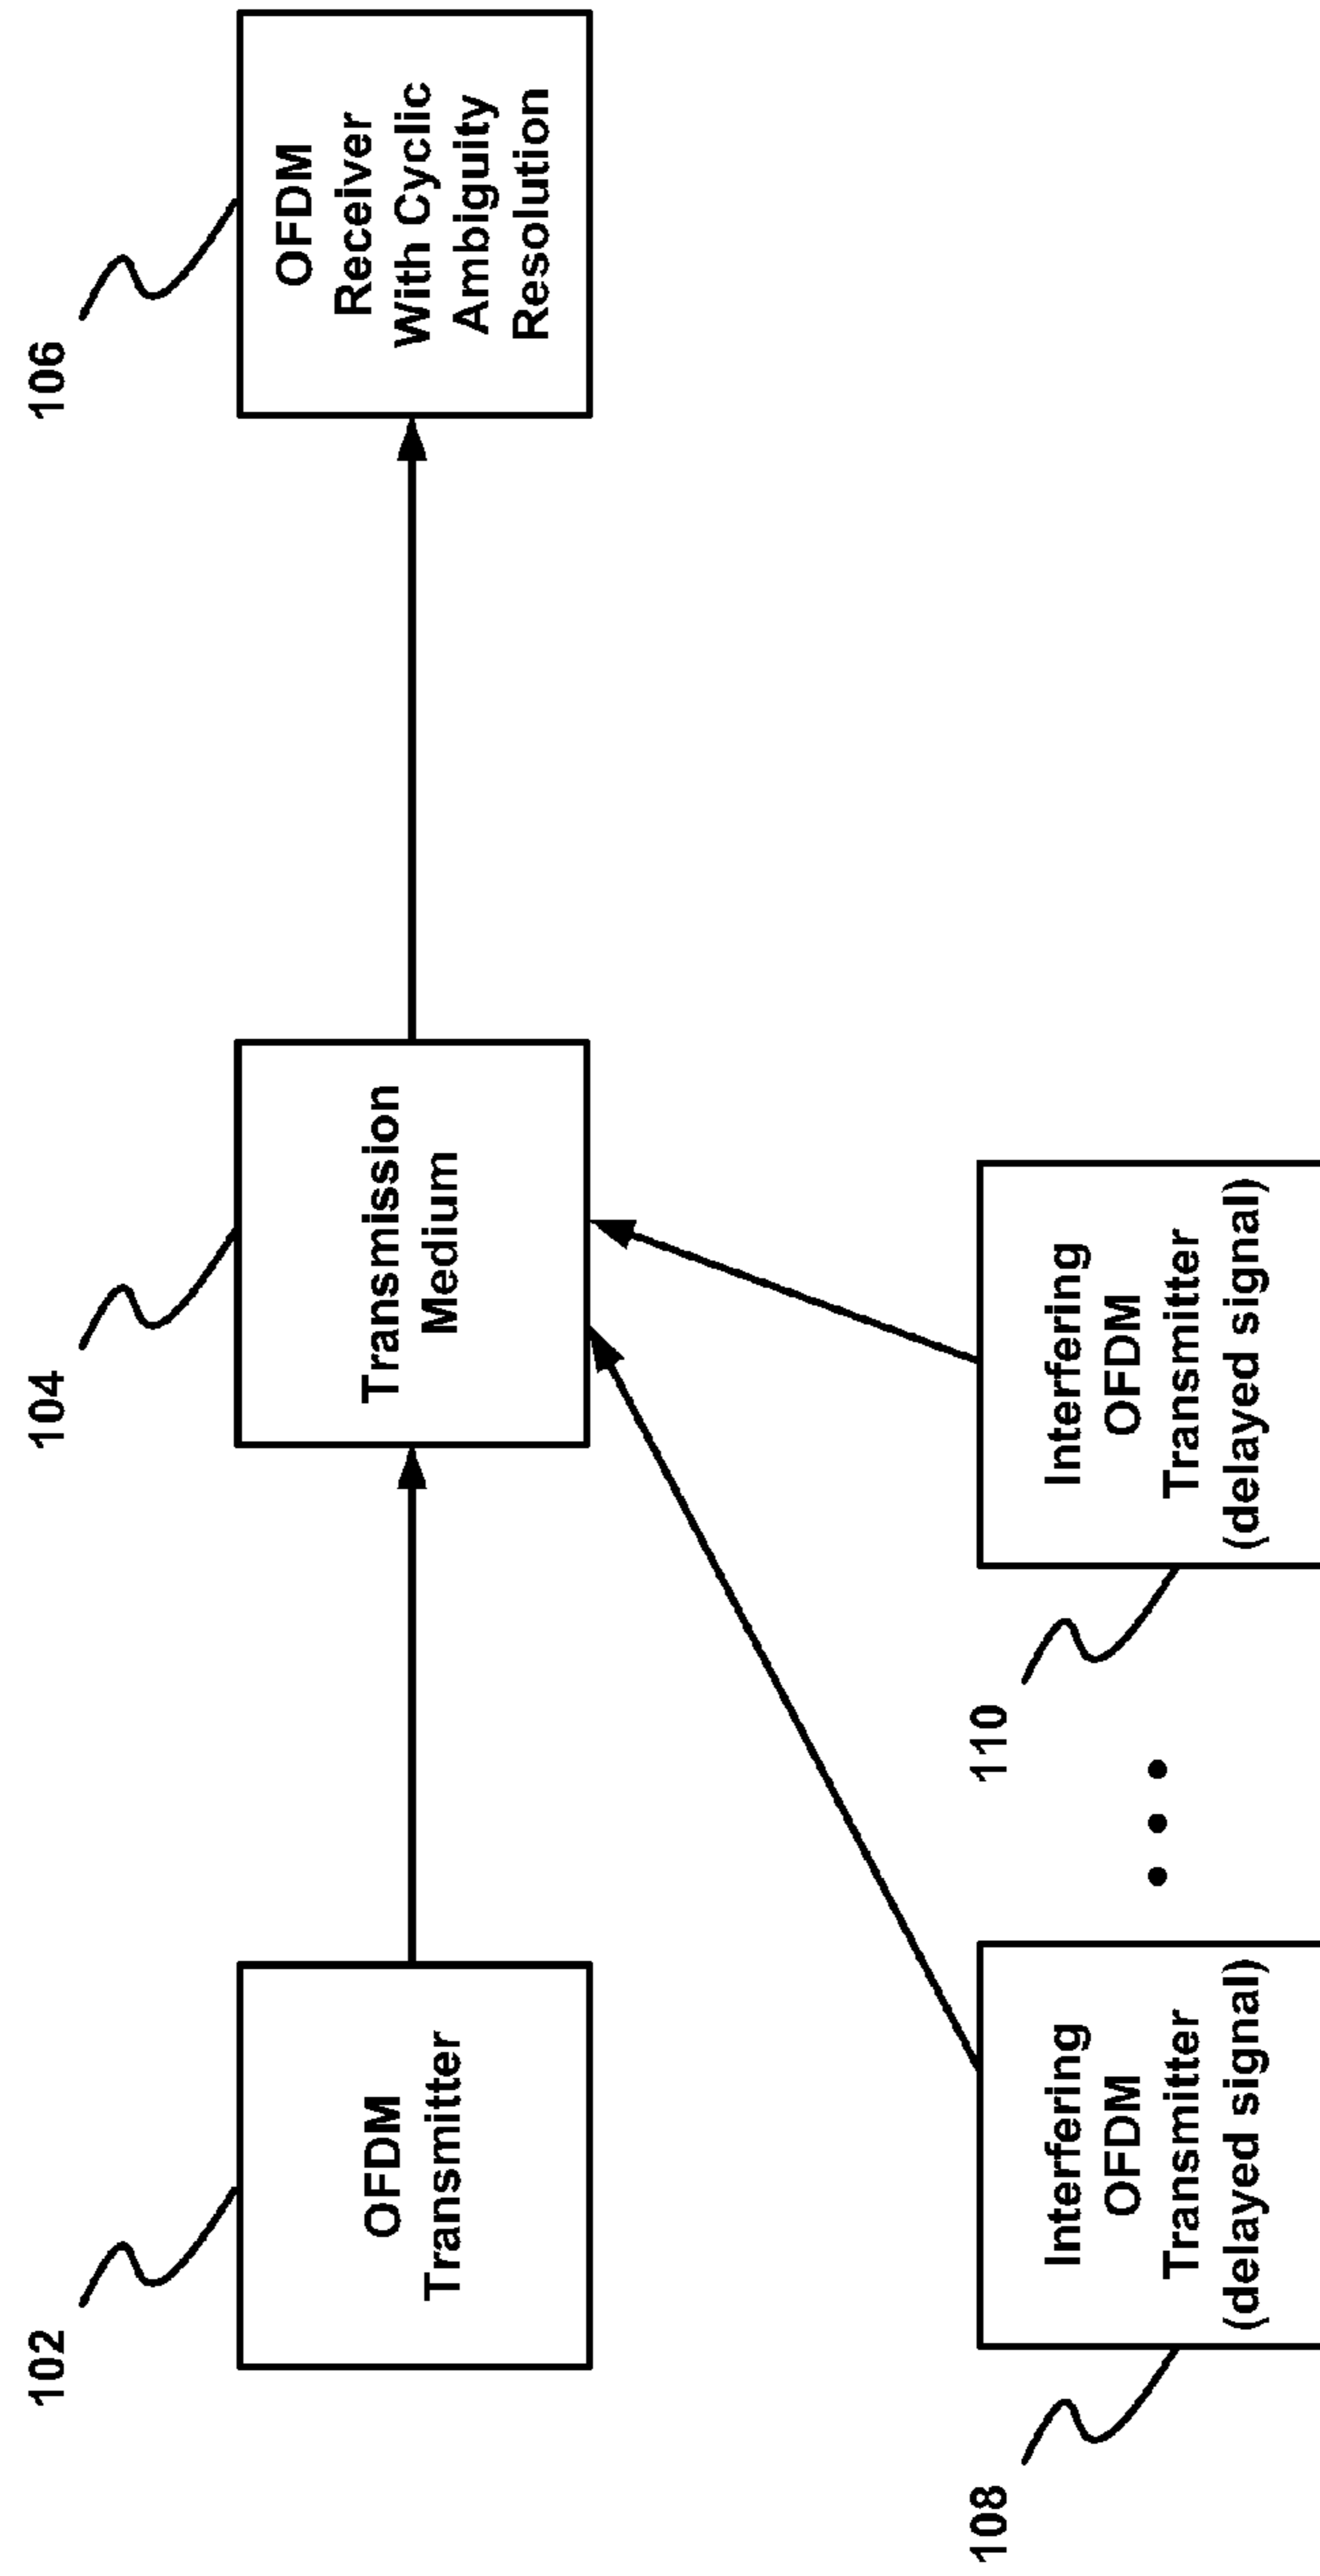 102
OFDM
Transmitter
104
Transmission
Medium
106
OFDM
Receiver
With Cyclic
Ambiguity
Resolution
108
Interfering
OFDM
Transmitter
(delayed signal)
110
Interfering
OFDM
Transmitter
(delayed signal)